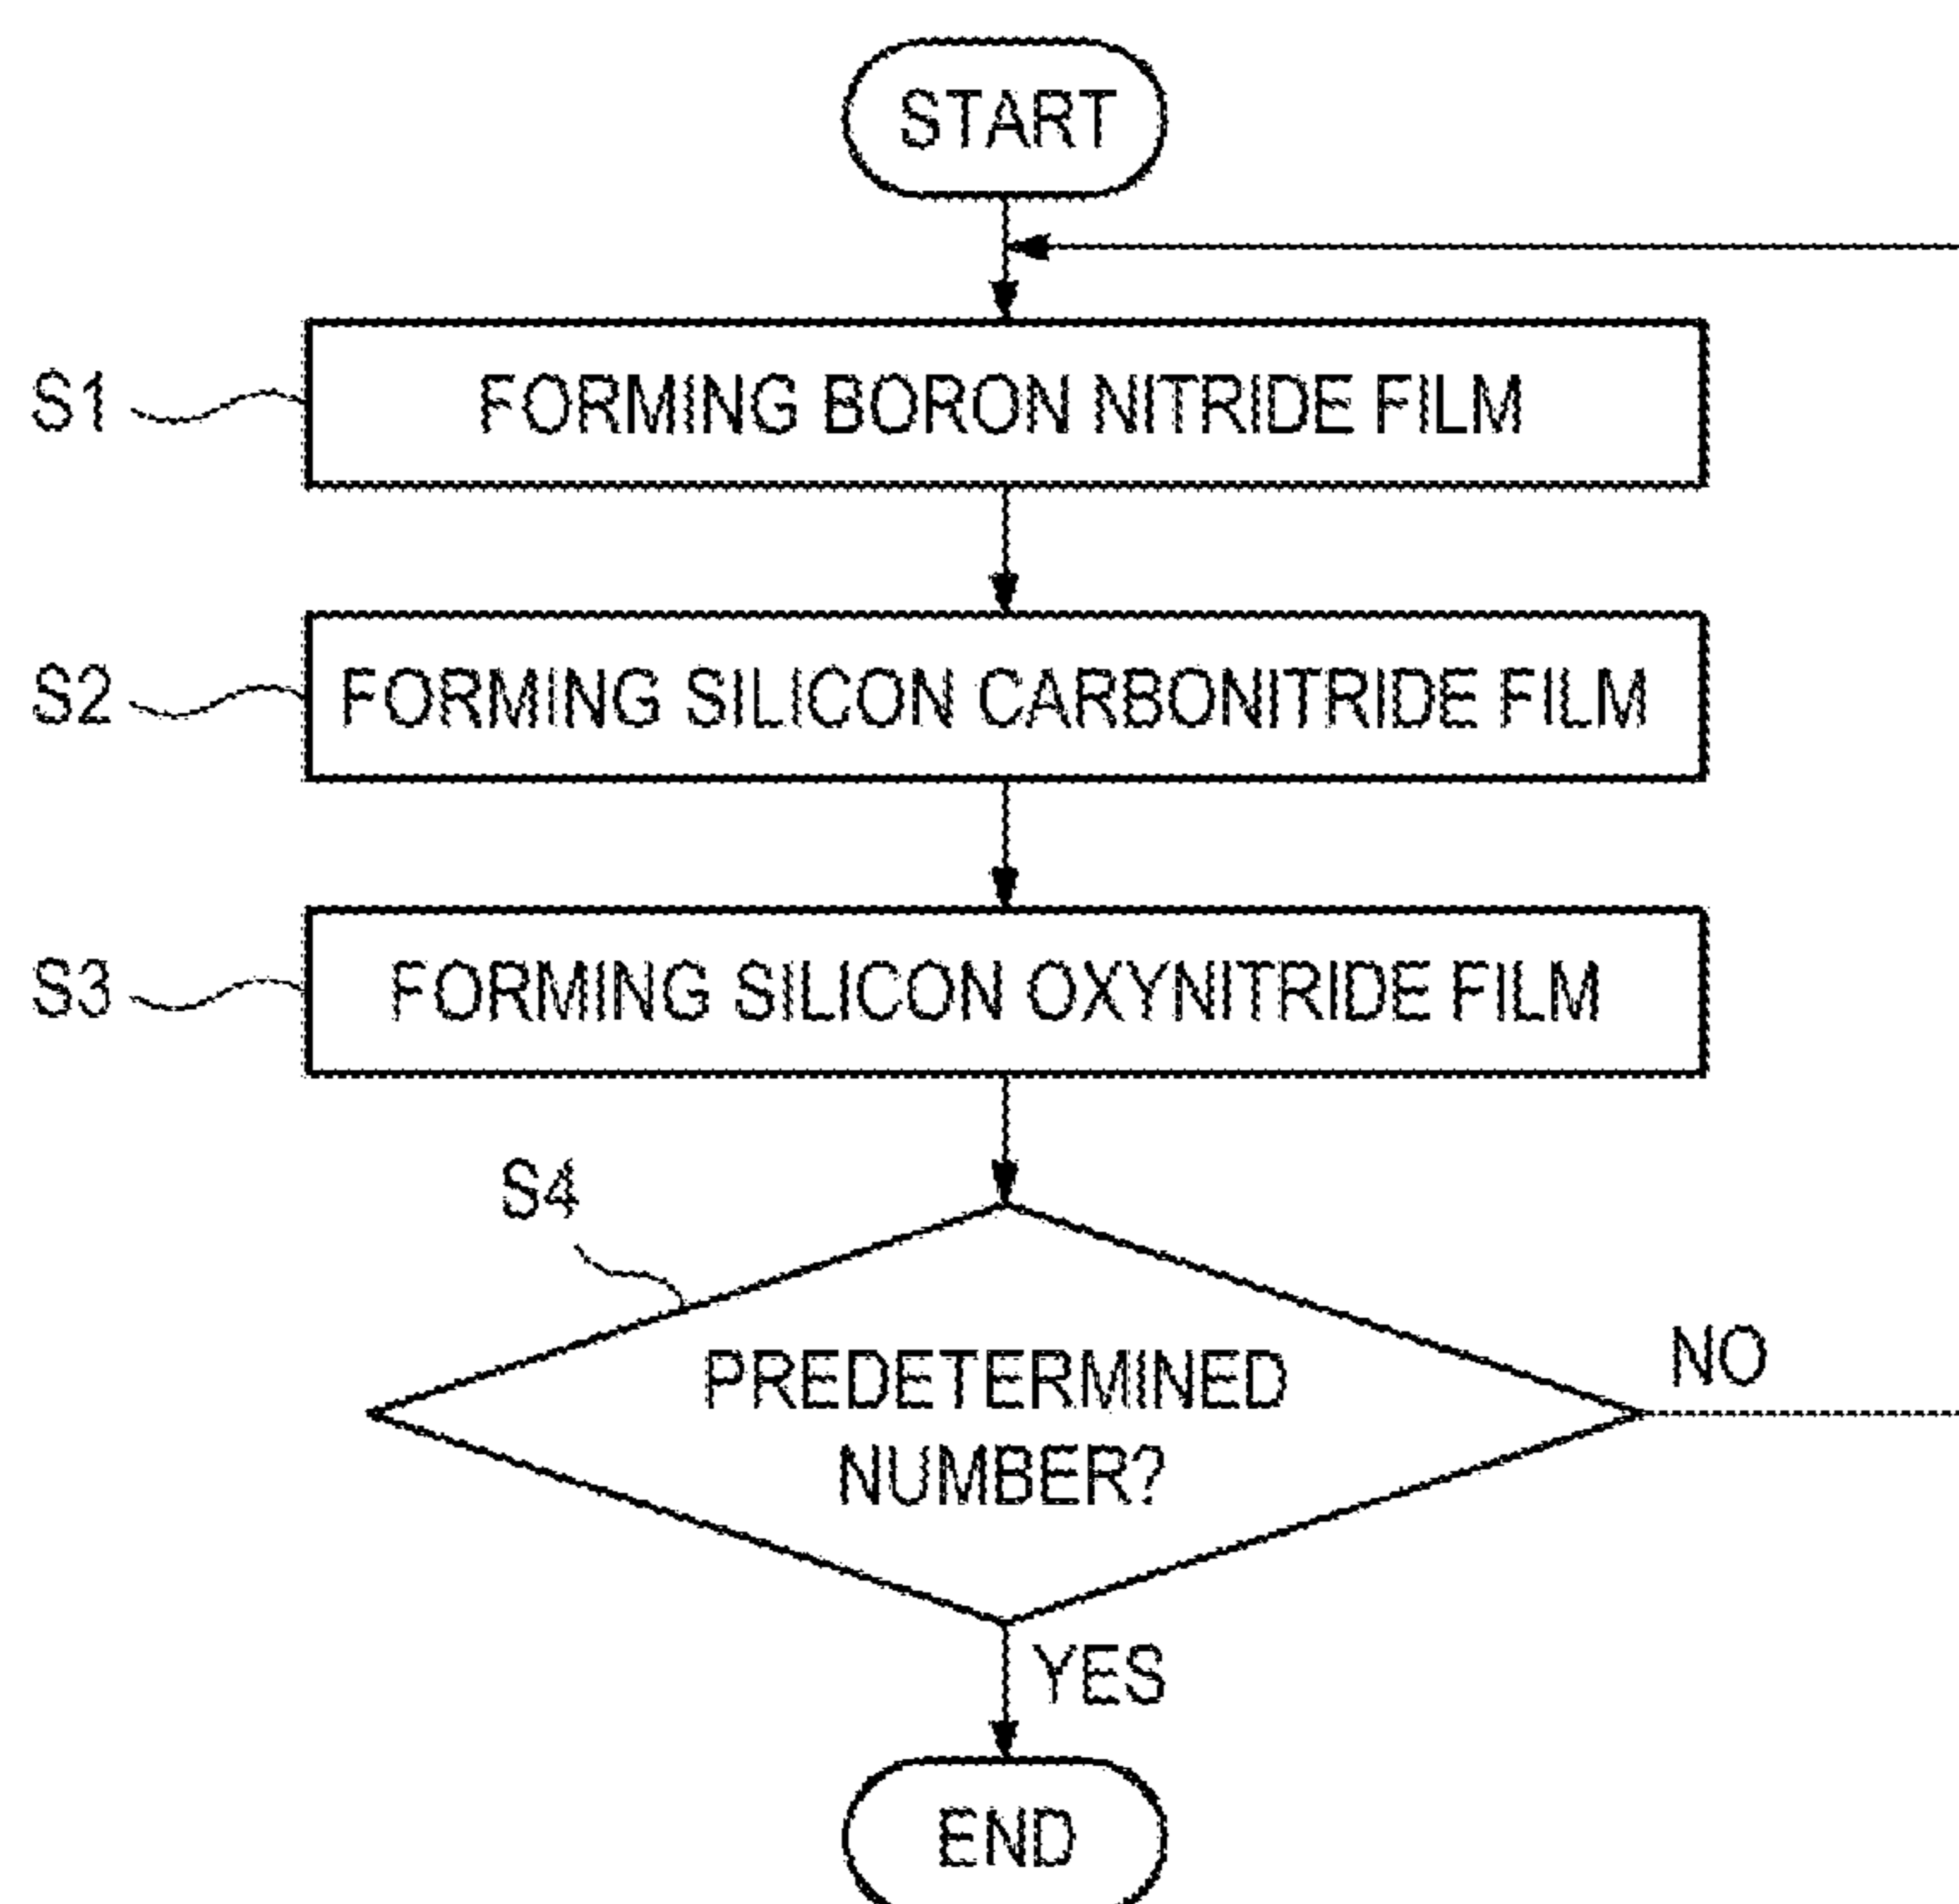 START
S1
FORMING BORON NITRIDE FILM
S2
FORMING SILICON CARBONITRIDE FILM
S3
FORMING SILICON OXYNITRIDE FILM
S4
PREDETERMINED
NUMBER?
NO
YES
END